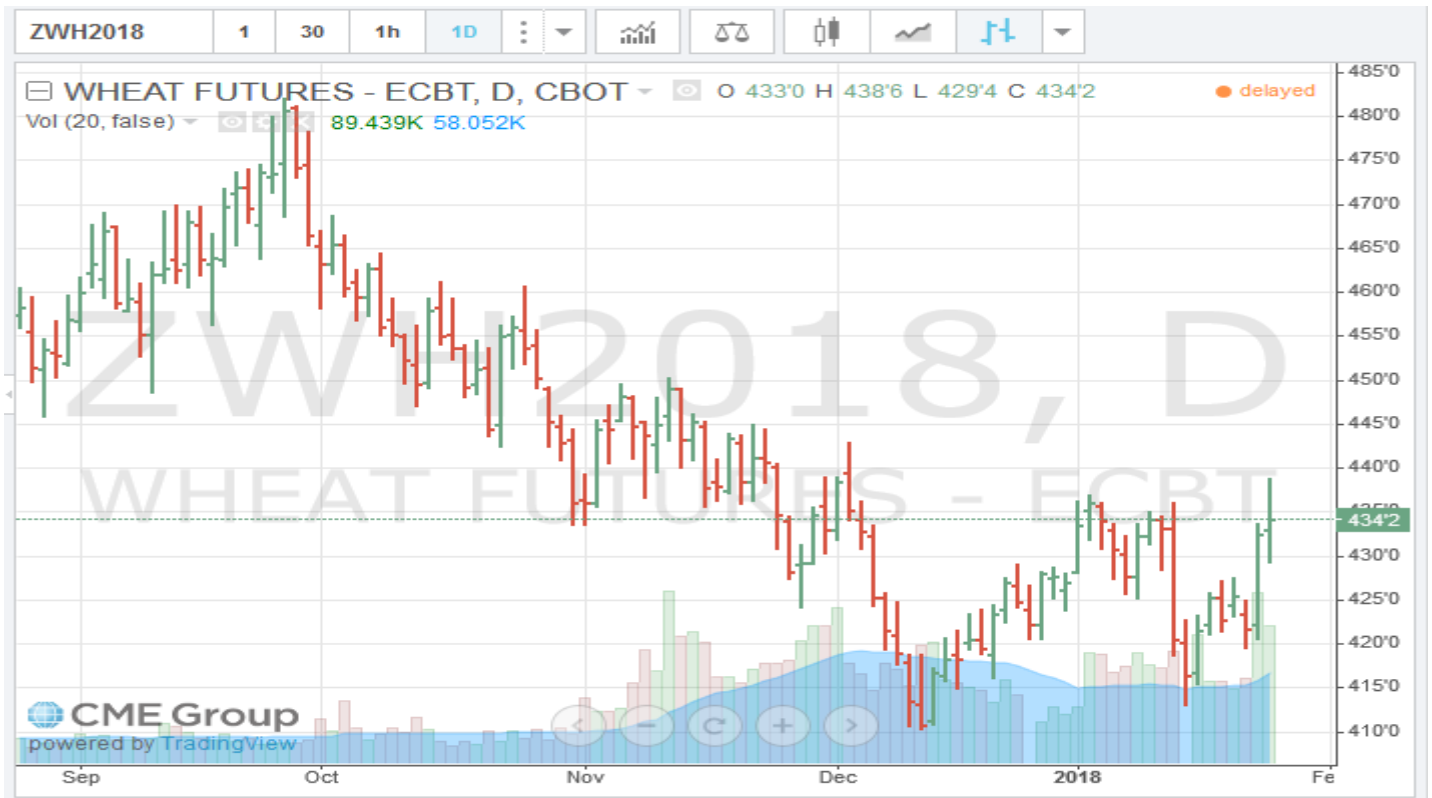 ZWH2018 1 30 1h 1D
WHEAT FUTURES - ECBT, D, CBOT O 433'0 H 438'6 L 429'4 C 434'2 delayed
Vol (20, false) 89.439K 58.052K
485'0
480'0
475'0
470'0
465'0
460'0
455'0
450'0
445'0
440'0
435'0
434'2
430'0
425'0
420'0
415'0
410'0
ZWH2018, D
WHEAT FUTURES - ECBT
CME Group
powered by TradingView
Sep Oct Nov Dec 2018 Fe